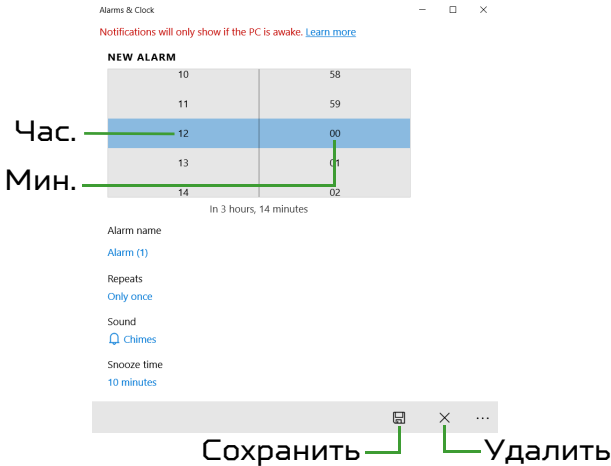 Alarms & Clock
Notifications will only show if the PC is awake. Learn more
NEW ALARM
10 58
11 59
Час. 12 00
13 01
Мин.
14 02
In 3 hours, 14 minutes
Alarm name
Alarm (1)
Repeats
Only once
Sound
Chimes
Snooze time
10 minutes
Сохранить Удалить